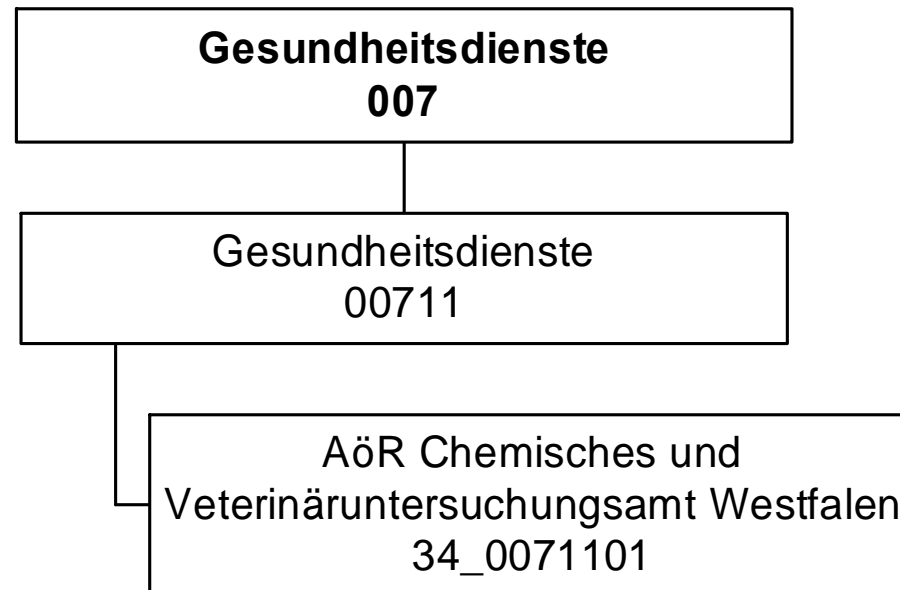 Gesundheitsdienste
007
Gesundheitsdienste
00711
AöR Chemisches und
Veterinäruntersuchungsamt Westfalen
34_0071101